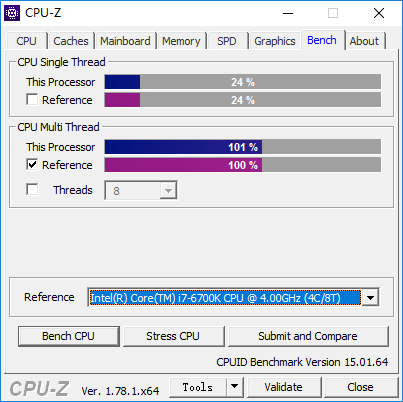 CPU-Z
CPU Caches Mainboard Memory SPD Graphics Bench About
CPU Single Thread
This Processor 24 %
Reference 24 %
CPU Multi Thread
This Processor 101 %
Reference 100 %
Threads 8
Reference Intel(R) Core(TM) i7-6700K CPU @ 4.00GHz (4C/8T)
Bench CPU Stress CPU Submit and Compare
CPUID Benchmark Version 15.01.64
CPU-Z Ver. 1.78.1.x64 Tools Validate Close